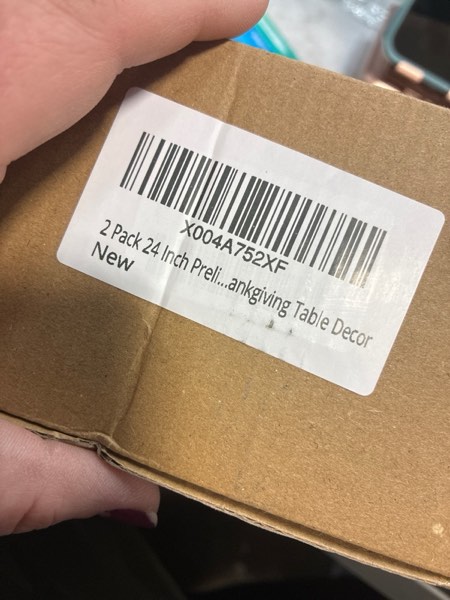 X004A752XF
2 Pack 24 Inch Preli...ankgiving Table Decor
New